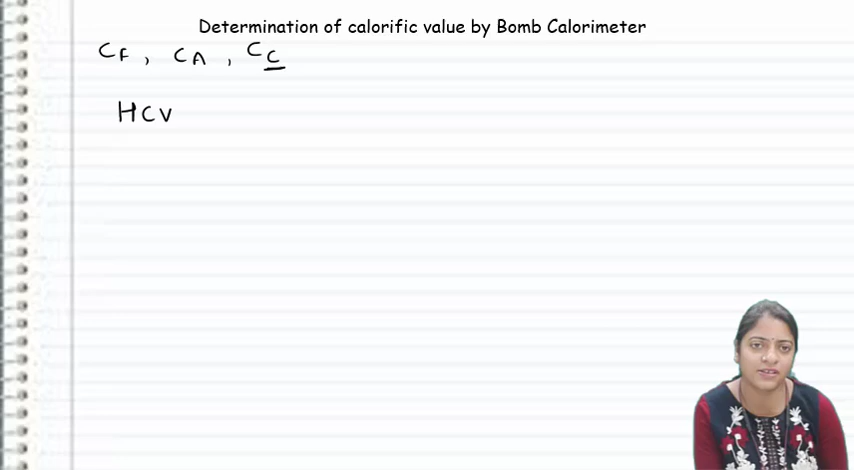 Determination of calorific value by Bomb Calorimeter
CF, CA, CC
HCV